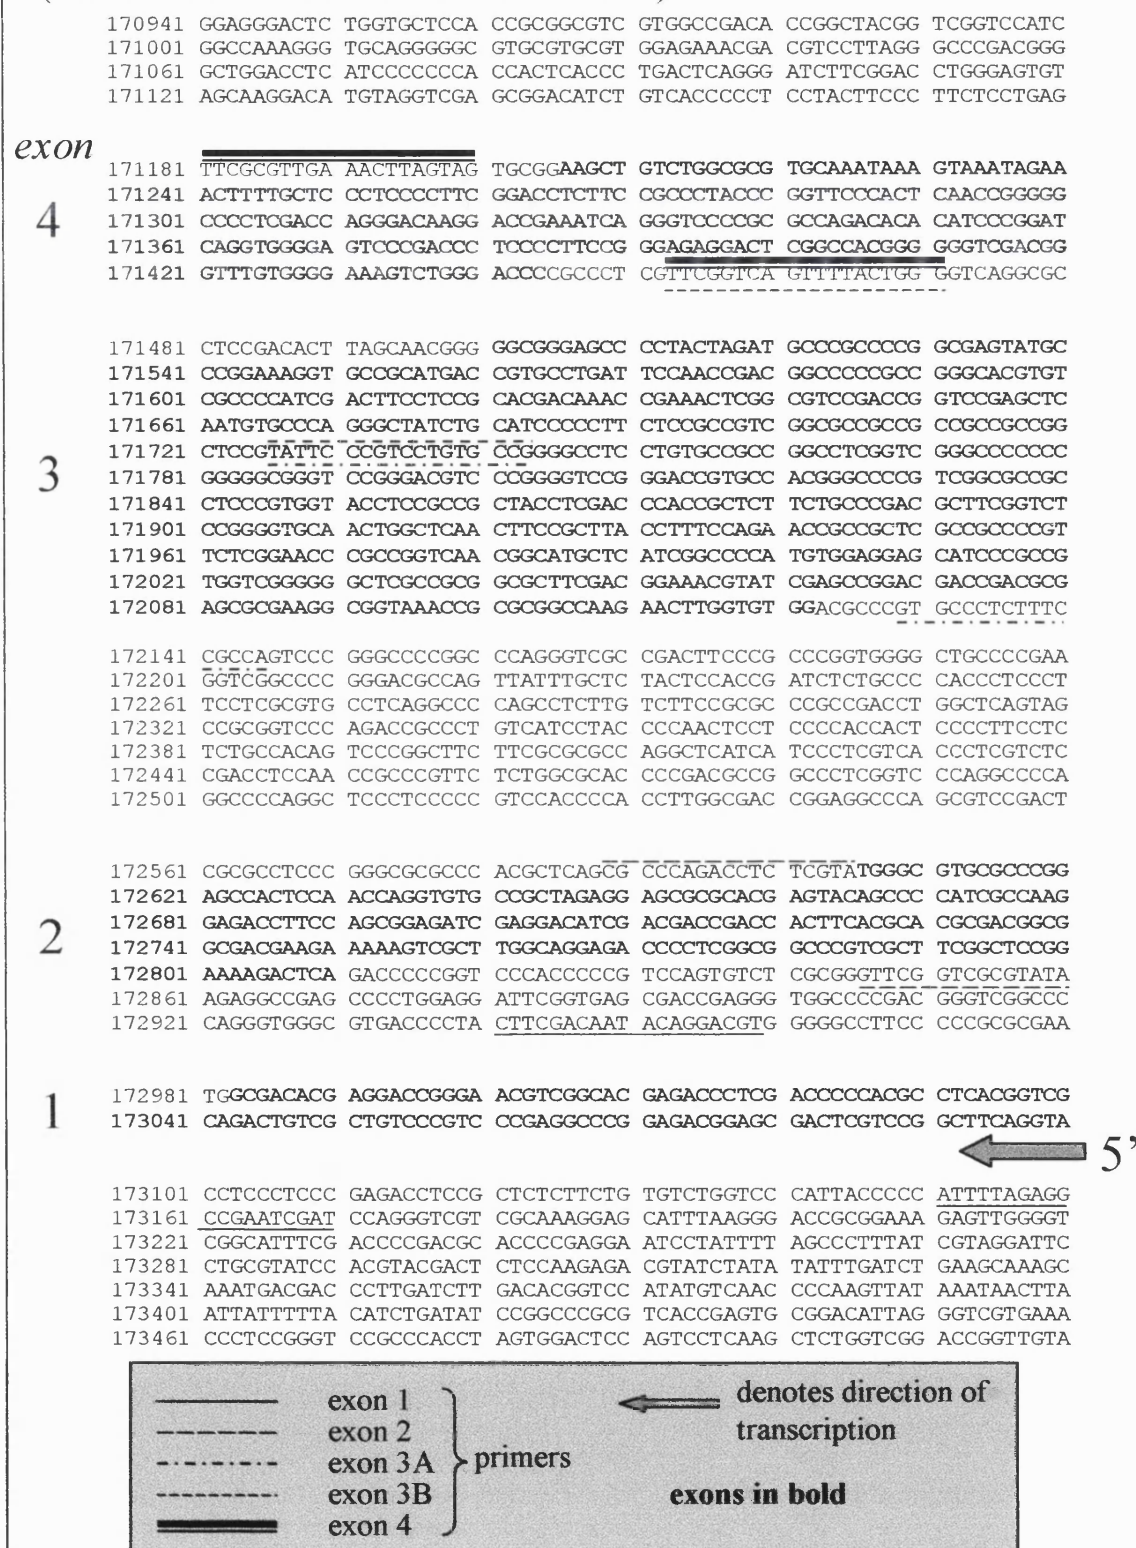 170941 GGAGGGACTC TGGTGCTCCA CCGCGGCGTC GTGGCCGACA CCGGCTACGG TCGGTCCATC
171001 GGCCAAAGGG TGCAGGGGGC GTGCGTGCGT GGAGAAACGA CGTCCTTAGG GCCCGACGGG
171061 GCTGGACCTC ATCCCCCCCA CCACTCACCC TGACTCAGGG ATCTTCGGAC CTGGGAGTGT
171121 AGCAAGGACA TGTAGGTCGA GCGGACATCT GTCACCCCCT CCTACTTCCC TTCTCCTGAG
exon
171181 TTCGCGTTGA AACTTAGTAG TGCGGAAGCT GTCTGGCGCG TGCAAATAAA GTAAATAGAA
171241 ACTTTTGCTC CCTCCCCTTC GGACCTCTTC CGCCCTACCC GGTTCCCACT CAACCGGGGG
4
171301 CCCCTCGACC AGGGACAAGG ACCGAAATCA GGGTCCCCGC GCCAGACACA CATCCCCGGAT
171361 CAGGTGGGGA GTCCCGACCC TCCCCTTCCG GGAGAGGACT CGGCCACGGG GGGTCGACGG
171421 GTTTGTGGGG AAAGTCTGGG ACCCCGCCCT CGTTCGGTCA GTTTTACTGG GGTCAGGCGC
171481 CTCCGACACT TAGCAACGGG GGCGGGAGCC CCTACTAGAT GCCCGCCCCG GCGAGTATGC
171541 CCGGAAAGGT GCCGCATGAC CGTGCCTGAT TCCAACCGAC GGCCCCCGCC GGGCACGTGT
171601 CGCCCCATCG ACTTCCTCCG CACGACAAAC CGAAACTCGG CGTCCGACCG GTCCGAGCTC
171661 AATGTGCCCA GGGCTATCTG CATCCCCCTT CTCCGCCGTC GGCGCCGCCG CCGCCGCCGG
171721 CTCCGTATTC CCGTCCTGTG CCGGGGCCTC CTGTGCCGCC GGCCTCGGTC GGGCCCCCCC
3
171781 GGGGGCGGGT CCGGGACGTC CCGGGGTCCG GGACCGTGCC ACGGGCCCCG TCGGCGCCGC
171841 CTCCCGTGGT ACCTCCGCCG CTACCTCGAC CCACCGCTCT TCTGCCCGAC GCTTCGGTCT
171901 CCGGGGTGCA ACTGGCTCAA CTTCCGCTTA CCTTTCCAGAA ACCGCCGCTC GCCGCCCCGT
171961 TCTCGGAACC CGCCGGTCAA CGGCATGCTC ATCGGCCCCA TGTGGAGGAG CATCCCGCCG
172021 TGGTCGGGGG GCTCGCCGCG GCGCTTCGAC GGAAACGTAT CGAGCCGGAC GACCGACGCG
172081 AGCGCGAAGG CGGTAAACCG CGCGGCCAAG AACTTGGTGT GGACGCCCGT GCCCTCTTTC
172141 CGCCAGTCCC GGGCCCCGGC CCAGGGTCGC CGACTTCCCG CCCGGTGGGG CTGCCCCGAA
172201 GGTCGGCCCC GGGACGCCAG TTATTTGCTC TACTCCACCG ATCTCTGCCC CACCCTCCCT
172261 TCCTCGCGTG CCTCAGGCCC CAGCCTCTTG TCTTCCGCGC CCGCCGACCT GGCTCAGTAG
172321 CCGCGGTCCC AGACCGCCCT GTCATCCTAC CCCAACTCCT CCCCACCACT CCCCTTCCTC
172381 TCTGCCACAG TCCCGGCTTC TTCGCGCGCC AGGCTCATCA TCCCTCGTCA CCCTCGTCTC
172441 CGACCTCCAA CCGCCCGTTC TCTGGCGCAC CCCGACGCCG GCCCTCGGTC CCAGGCCCCA
172501 GGCCCCAGGC TCCCTCCCCC GTCCACCCCA CCTTGGCGAC CGGAGGCCCA GCGTCCGACT
172561 CGCGCCTCCC GGGCGCGCCC ACGCTCAGCG CCCAGACCTC TCGTATGGGC GTGCGCCCGG
172621 AGCCACTCCA ACCAGGTGTG CCGCTAGAGG AGCGCGCACG AGTACAGCCC CATCGCCAAG
172681 GAGACCTTCC AGCGGAGATC GAGGACATCG ACGACCGACC ACTTCACGCA CGCGACGGCG
2
172741 GCGACGAAGA AAAAGTCGCT TGGCAGGAGA CCCCTCGGCG GCCCGTCGCT TCGGCTCCGG
172801 AAAAGACTCA GACCCCCGGT CCCACCCCCG TCCAGTGTCT CGCGGGTTCG GTCGCGTATA
172861 AGAGGCCGAG CCCCTGGAGG ATTCGGTGAG CGACCGAGGG TGGCCCCGAC GGGTCGGCCC
172921 CAGGGTGGGC GTGACCCCTA CTTCGACAAT ACAGGACGTG GGGGCCTTCC CCCGCGCGAA
172981 TGGCGACACG AGGACCGGGA ACGTCGGCAC GAGACCCTCG ACCCCCACGC CTCACGGTCG
1
173041 CAGACTGTCG CTGTCCCGTC CCGAGGCCCG GAGACGGAGC GACTCGTCCG GCTTCAGGTA
5'
173101 CCTCCCTCCC GAGACCTCCG CTCTCTTCTG TGTCTGGTCC CATTACCCCC ATTTTAGAGG
173161 CCGAATCGAT CCAGGGTCGT CGCAAAGGAG CATTTAAGGG ACCGCGGAAA GAGTTGGGGT
173221 CGGCATTTCG ACCCCGACGC ACCCCGAGGA ATCCTATTTT AGCCCTTTAT CGTAGGATTC
173281 CTGCGTATCC ACGTACGACT CTCCAAGAGA CGTATCTATA TATTTGATCT GAAGCAAAGC
173341 AAATGACGAC CCTTGATCTT GACACGGTCC ATATGTCAAC CCCAAGTTAT AAATAACTTA
173401 ATTATTTTTA CATCTGATAT CCGGCCCGCG TCACCGAGTG CGGACATTAG GGTCGTGAAA
173461 CCCTCCGGGT CCGCCCACCT AGTGGACTCC AGTCCTCAAG CTCTGGTCGG ACCGGTTGTA
exon 1
exon 2
exon 3A
exon 3B
exon 4
primers
denotes direction of
transcription
exons in bold